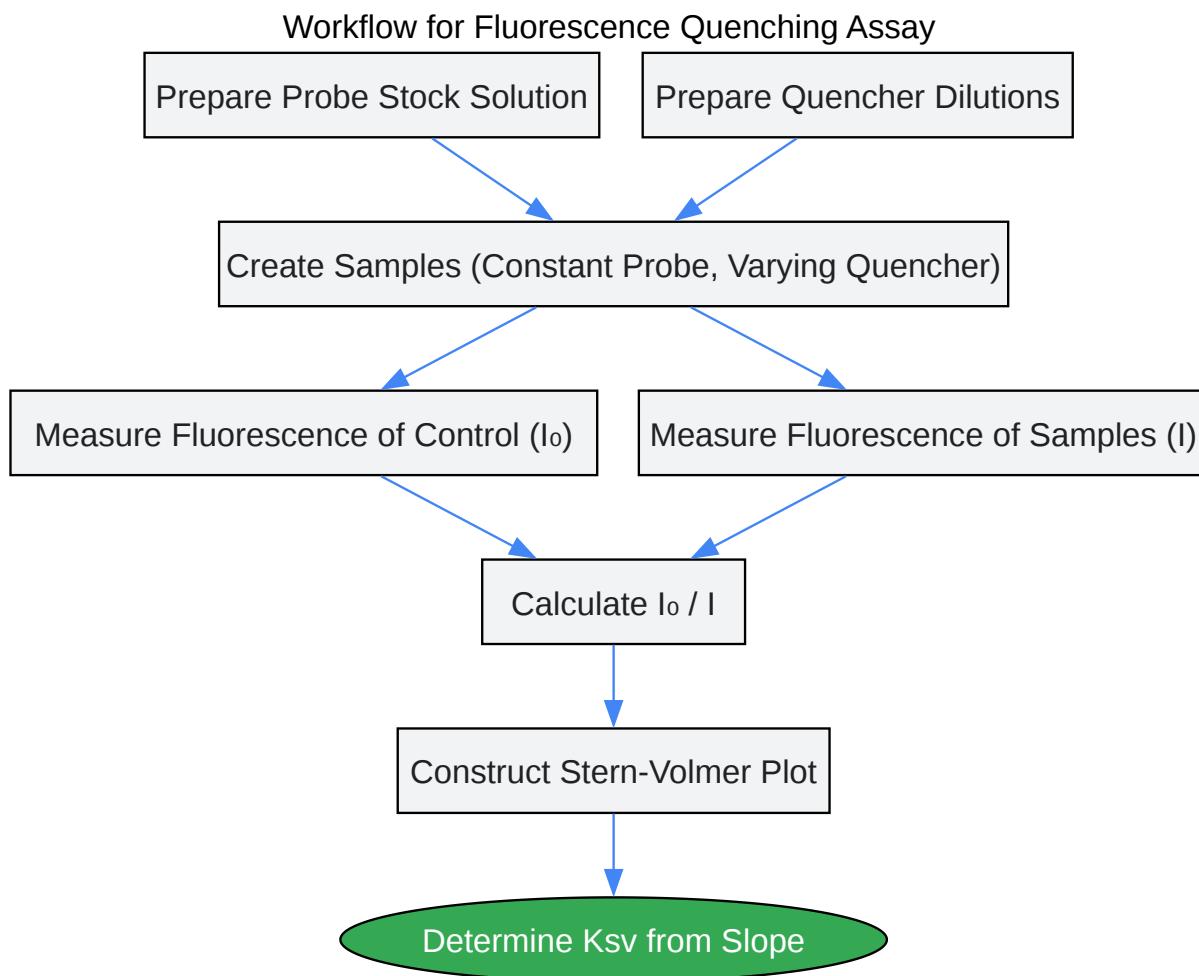 Workflow for Fluorescence Quenching Assay
Prepare Probe Stock Solution
Prepare Quencher Dilutions
Create Samples (Constant Probe, Varying Quencher)
Measure Fluorescence of Control (I₀)
Measure Fluorescence of Samples (I)
Calculate I₀ / I
Construct Stern-Volmer Plot
Determine Ksv from Slope